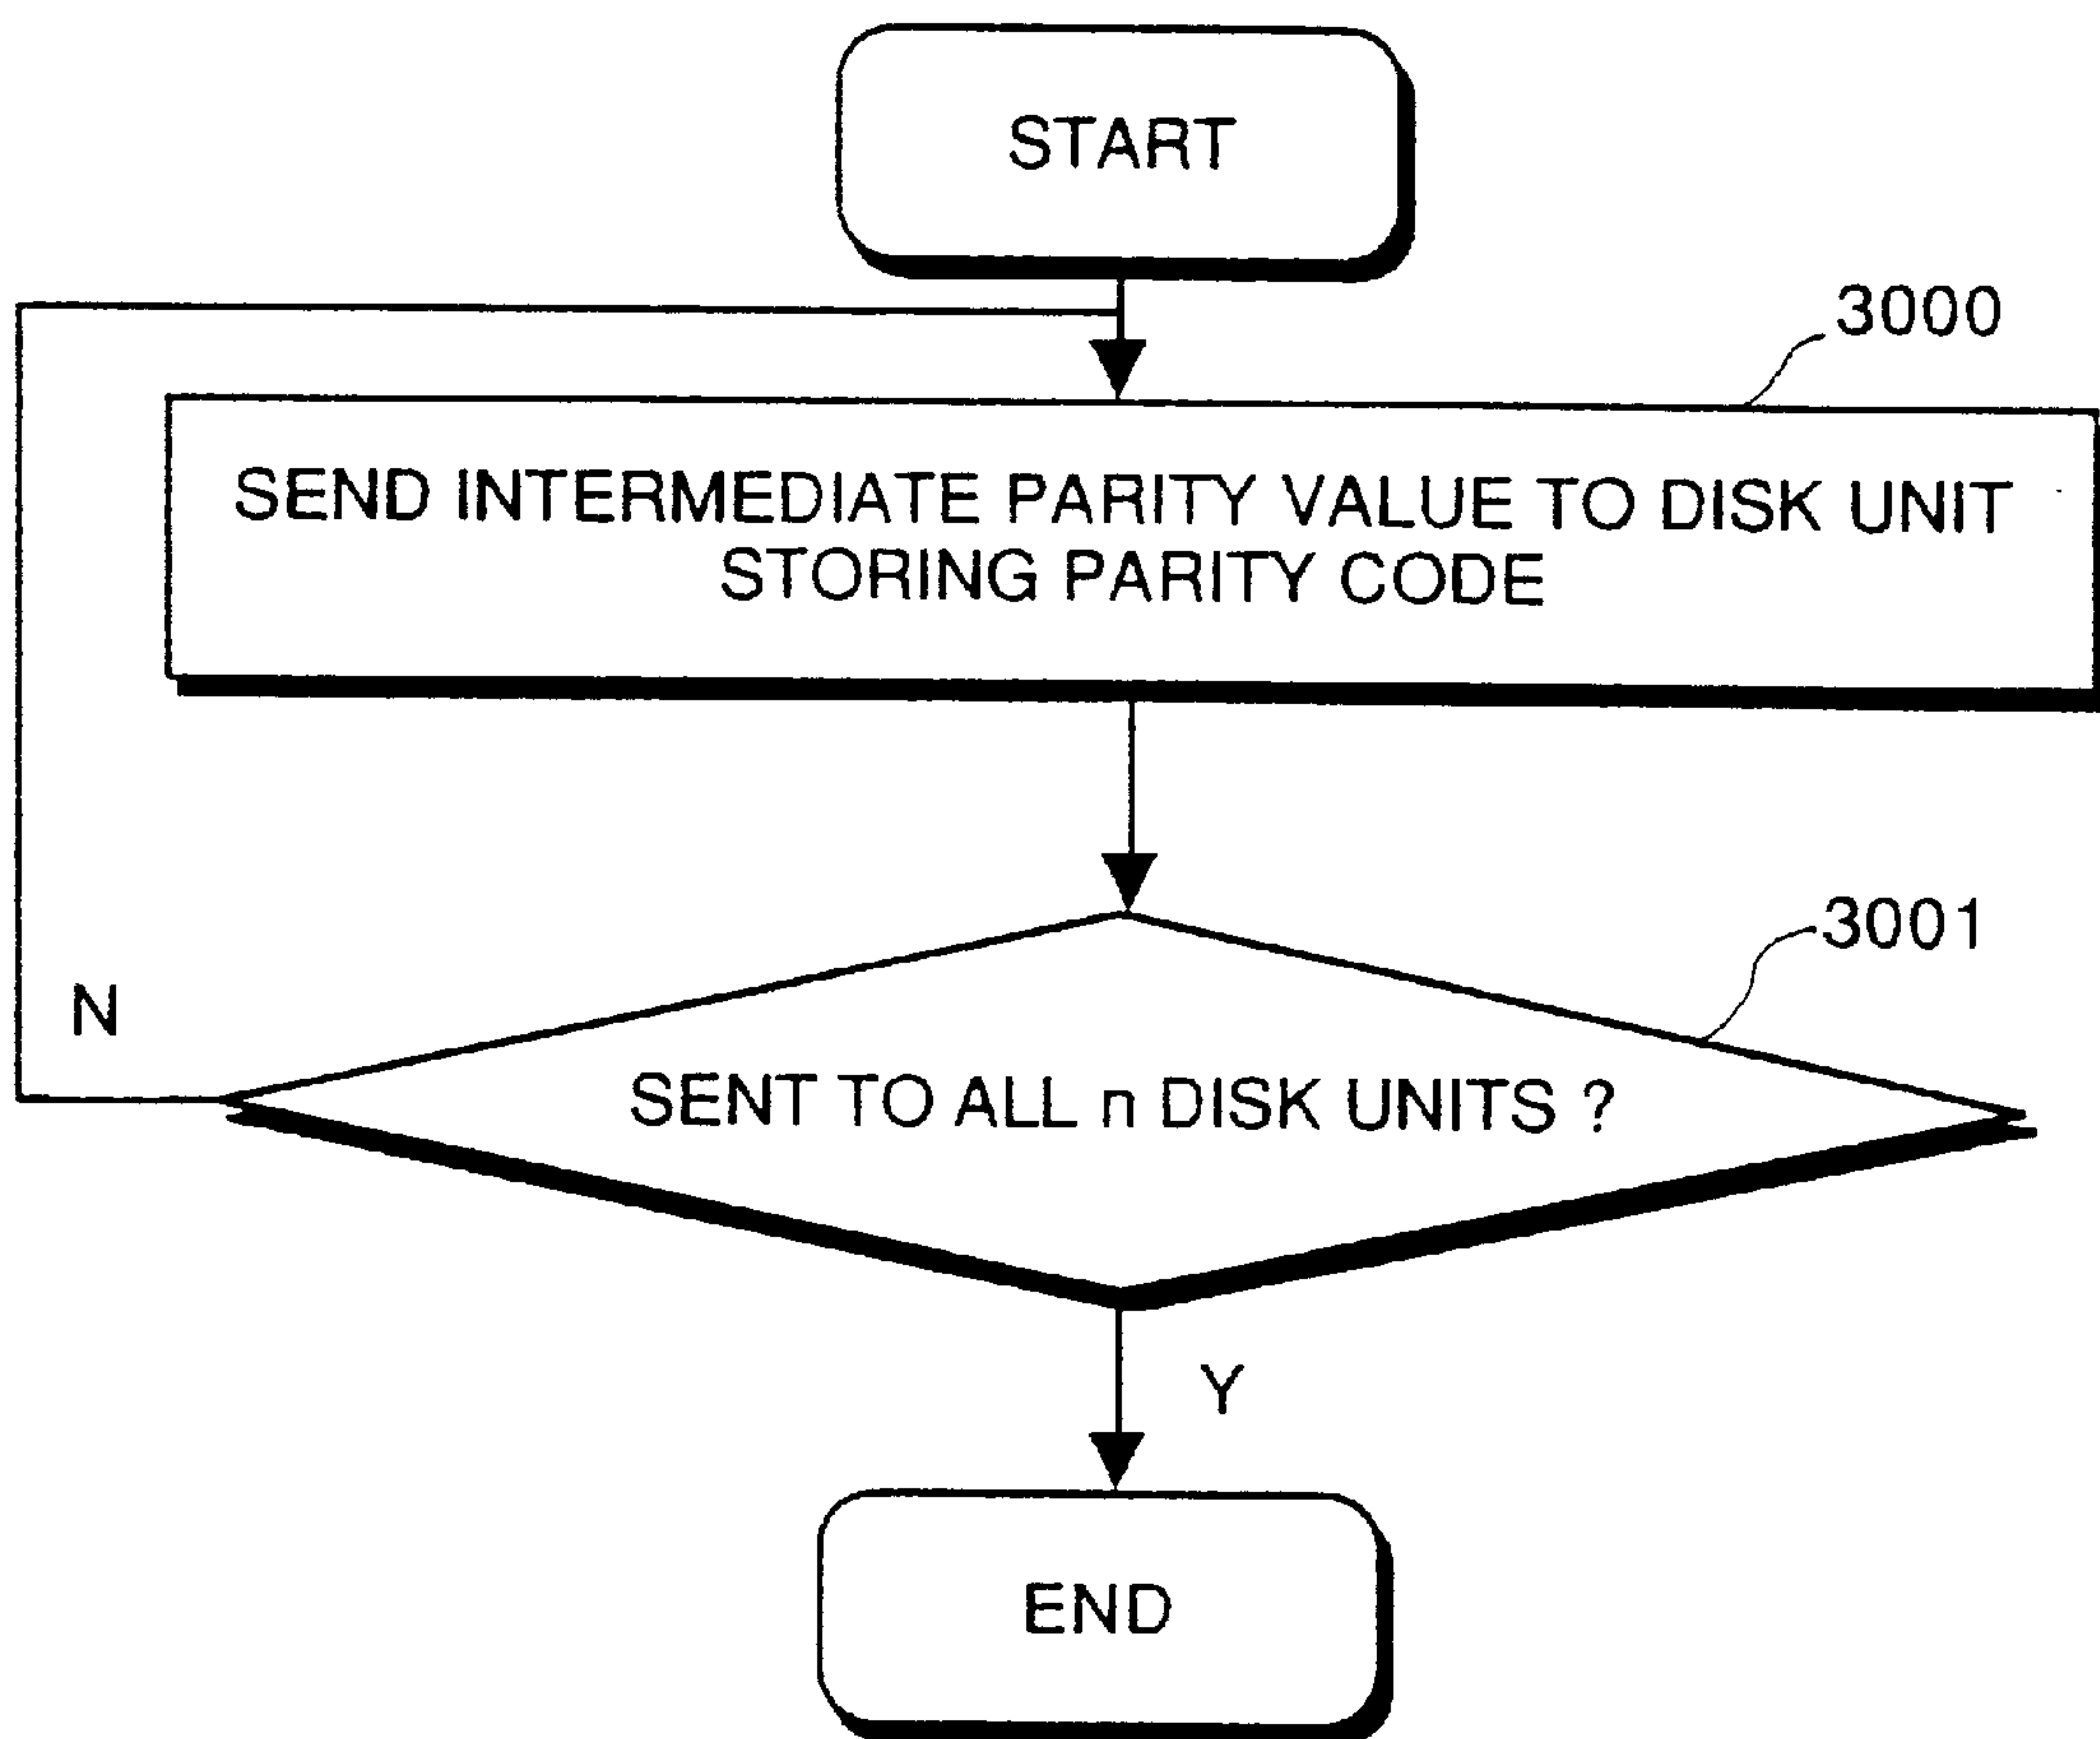 START
3000
SEND INTERMEDIATE PARITY VALUE TO DISK UNIT
STORING PARITY CODE
3001
N
SENT TO ALL n DISK UNITS ?
Y
END